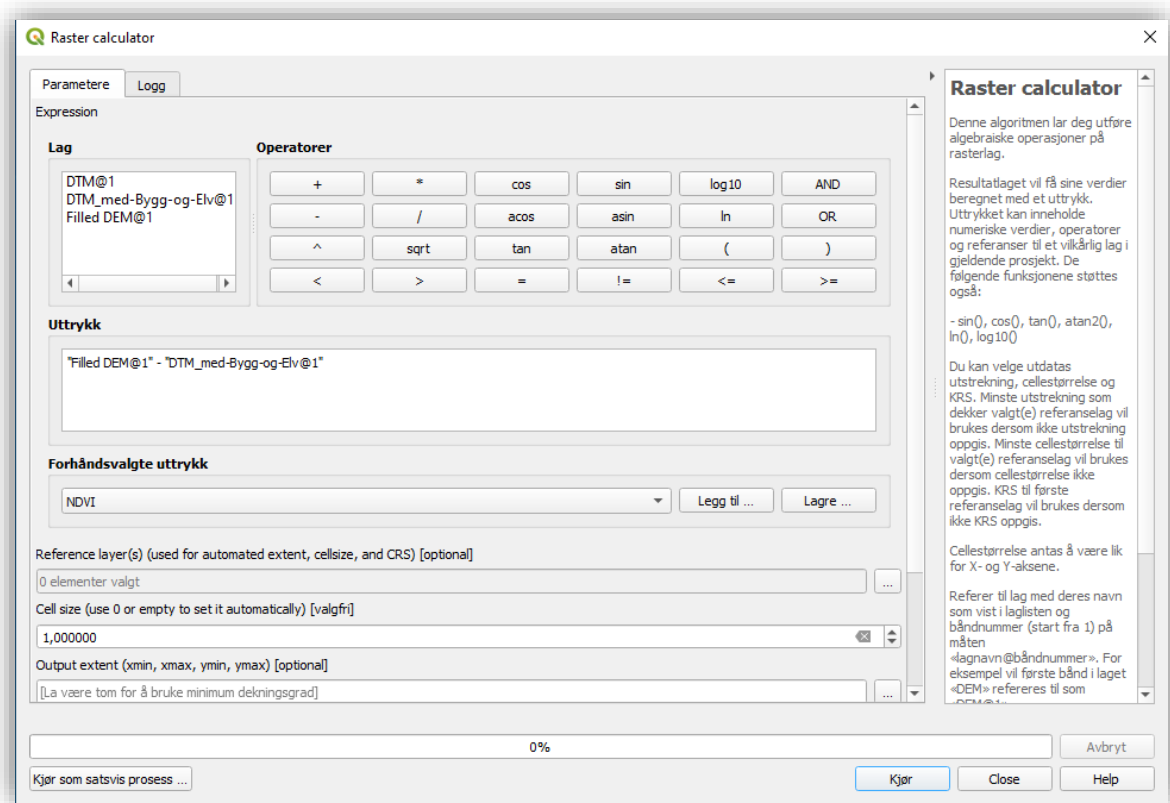 Raster calculator
Parametere
Logg
Expression
Lag
DTM@1
DTM_med-Bygg-og-Elv@1
Filled DEM@1
Operatorer
+ * cos sin log10 AND
- / acos asin ln OR
^ sqrt tan atan ( )
< > = != <= >=
Uttrykk
"Filled DEM@1" - "DTM_med-Bygg-og-Elv@1"
Forhåndsvalgte uttrykk
NDVI
Legg til ...
Lagre ...
Reference layer(s) (used for automated extent, cellsize, and CRS) [optional]
0 elementer valgt
...
Cell size (use 0 or empty to set it automatically) [valgfri]
1,000000
Output extent (xmin, xmax, ymin, ymax) [optional]
[La være tom for å bruke minimum dekningsgrad]
...
Raster calculator
Denne algoritmen lar deg utføre
algebraiske operasjoner på
rasterlag.
Resultatlaget vil få sine verdier
beregnet med et uttrykk.
Uttrykket kan inneholde
numeriske verdier, operatorer
og referanser til et vilkårlig lag i
gjeldende prosjekt. De
følgende funksjonene støttes
også:
- sin(), cos(), tan(), atan2(),
ln(), log10()
Du kan velge utdatas
utstrekning, cellestørrelse og
KRS. Minste utstrekning som
dekker valgt(e) referanselag vil
brukes dersom ikke utstrekning
oppgis. Minste cellestørrelse til
valgt(e) referanselag vil brukes
dersom cellestørrelse ikke
oppgis. KRS til første
referanselag vil brukes dersom
ikke KRS oppgis.
Cellestørrelse antas å være lik
for X- og Y-aksene.
Referer til lag med deres navn
som vist i laglisten og
båndnummer (start fra 1) på
måten
«lagnavn@båndnummer». For
eksempel vil første bånd i laget
«DEM» refereres til som
«DEM@1»
0%
Avbryt
Kjør som satsvis prosess ...
Kjør
Close
Help